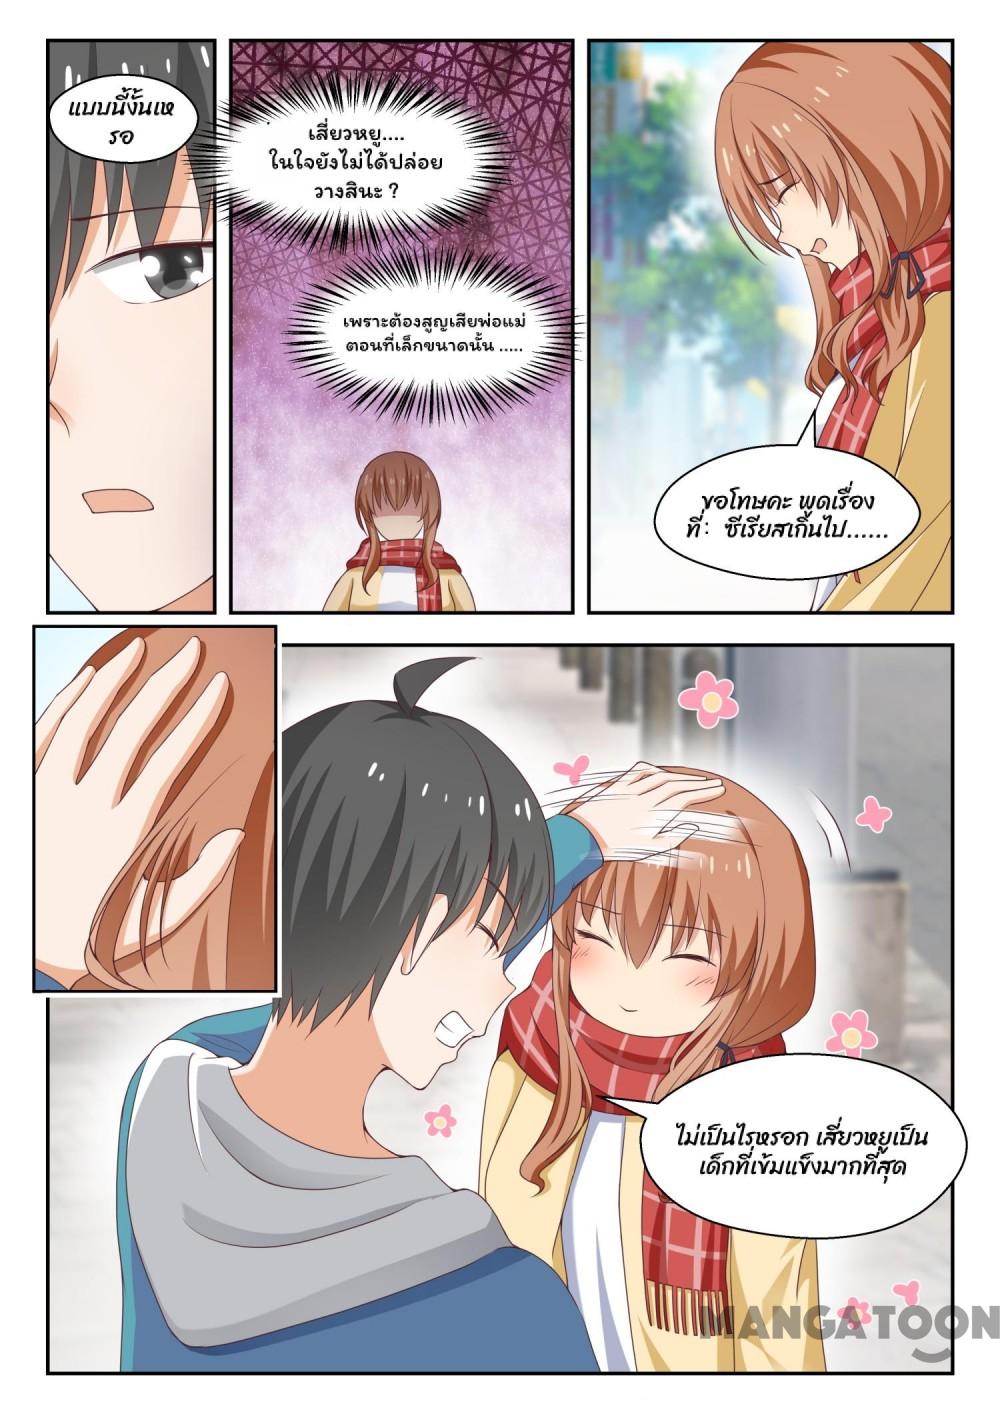 แบบนี้งั้นเห
รอ
เสี่ยวหยู....
ในใจยังไม่ได้ปล่อย
วางสินะ ?
เพราะต้องสูญเสียพ่อแม่
ตอนที่เล็กขนาดนั้น .....
ขอโทษคะ พูดเรื่อง
ที่: ซีเรียสเกินไป......
ไม่เป็นไรหรอก เสี่ยวหยูเป็น
เด็กที่เข้มแข็งมากที่สุด
MANGATOON